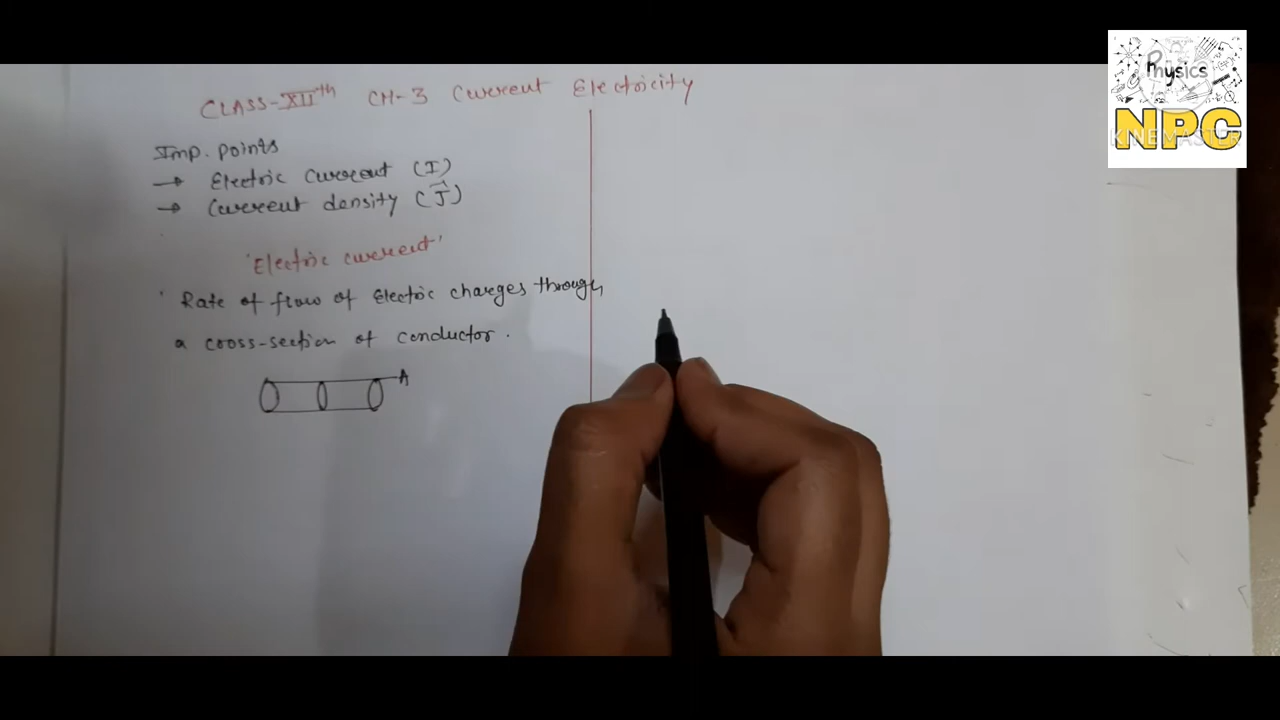 CLASS-XIIth CH-3 Current Electricity
Imp. points
→ Electric Current (I)
→ Current density (J⃗)
'Electric current'
Rate of flow of Electric charges through
a cross-section of conductor.
A
Physics
NPC
KINEMASTER